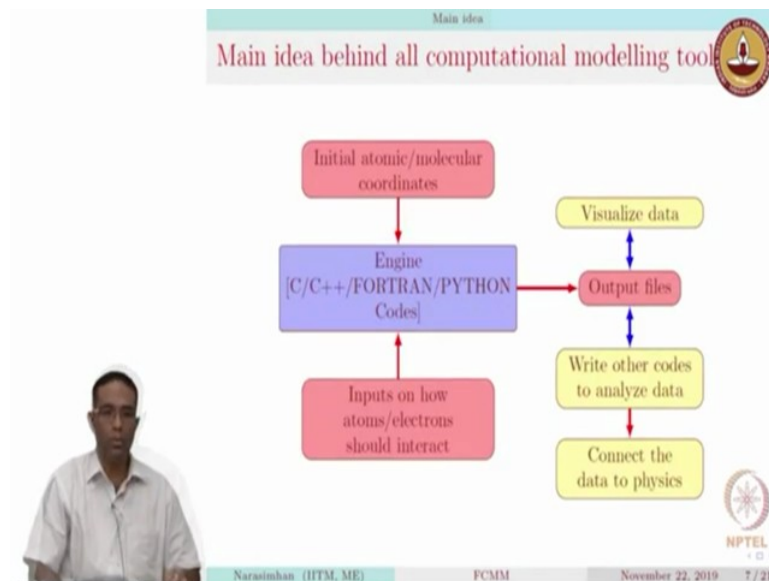 Main idea
Main idea behind all computational modelling tool
Initial atomic/molecular
coordinates
Engine
[C/C++/FORTRAN/PYTHON
Codes]
Inputs on how
atoms/electrons
should interact
Visualize data
Output files
Write other codes
to analyze data
Connect the
data to physics
NPTEL
Narasimhan (IITM, ME)
FCMM
November 22, 2019